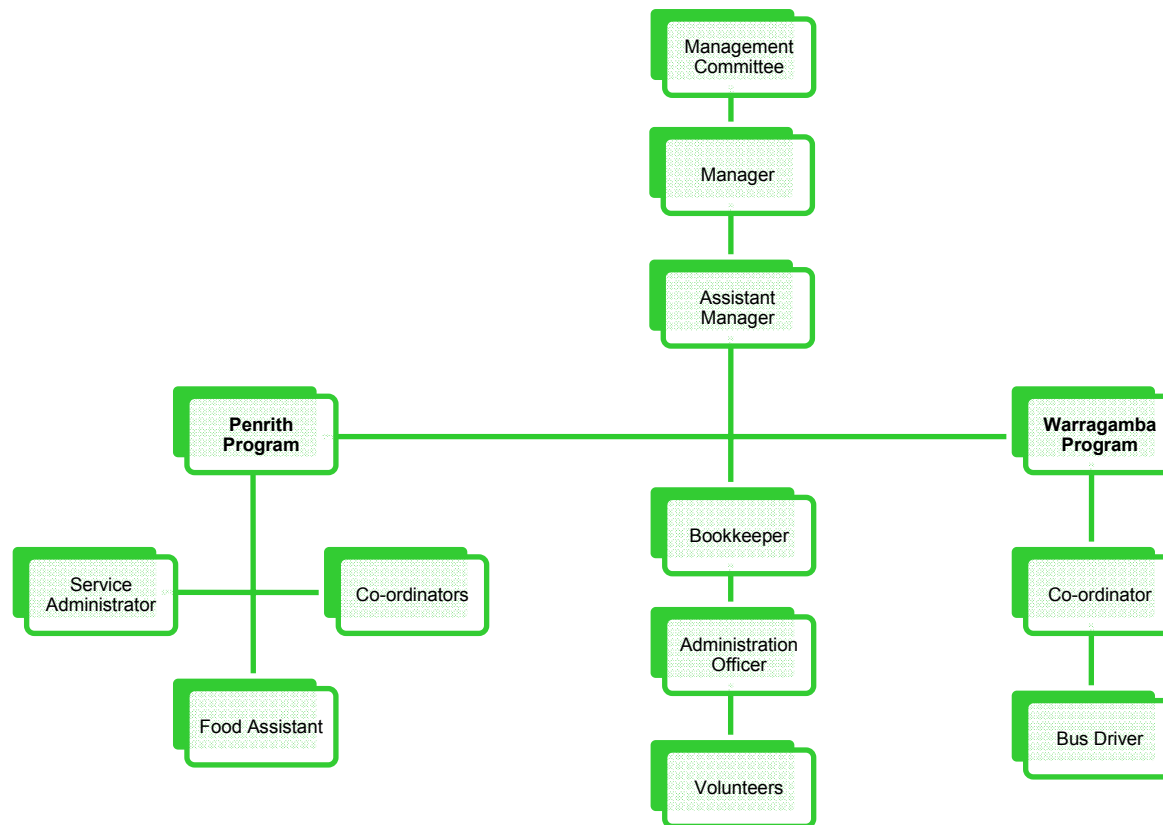 Management
Committee
Manager
Assistant
Manager
Penrith
Program
Warragamba
Program
Bookkeeper
Service
Administrator
Co-ordinators
Co-ordinator
Administration
Officer
Food Assistant
Bus Driver
Volunteers